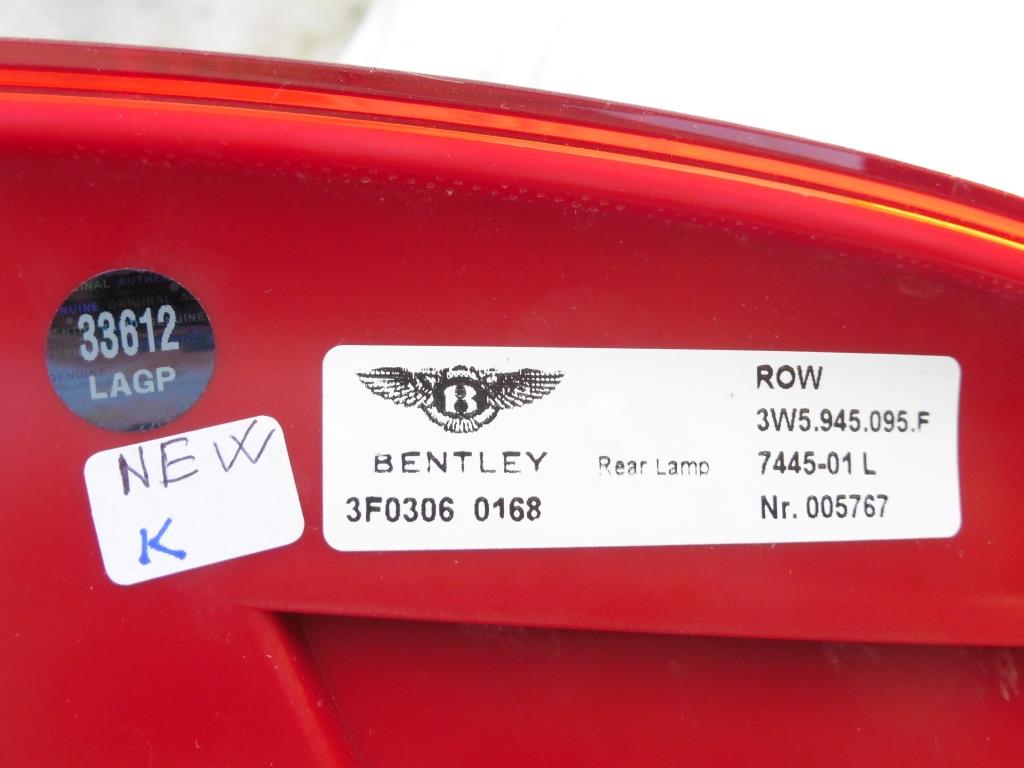 33612
LAGP
NEW
K
B
BENTLEY
3F0306 0168
Rear Lamp
ROW
3W5.945.095.F
7445-01 L
Nr. 005767